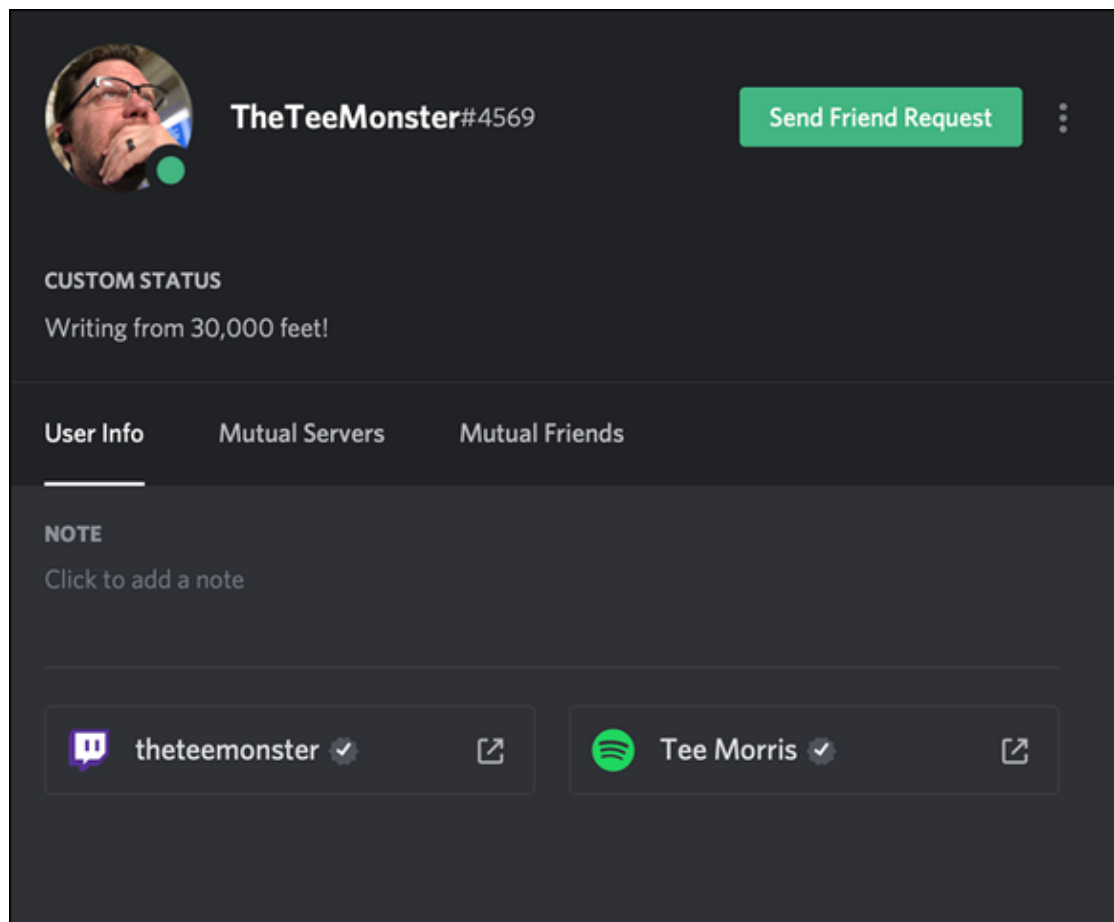 TheTeeMonster#4569
Send Friend Request
CUSTOM STATUS
Writing from 30,000 feet!
User Info
Mutual Servers
Mutual Friends
NOTE
Click to add a note
theteemonster
Tee Morris